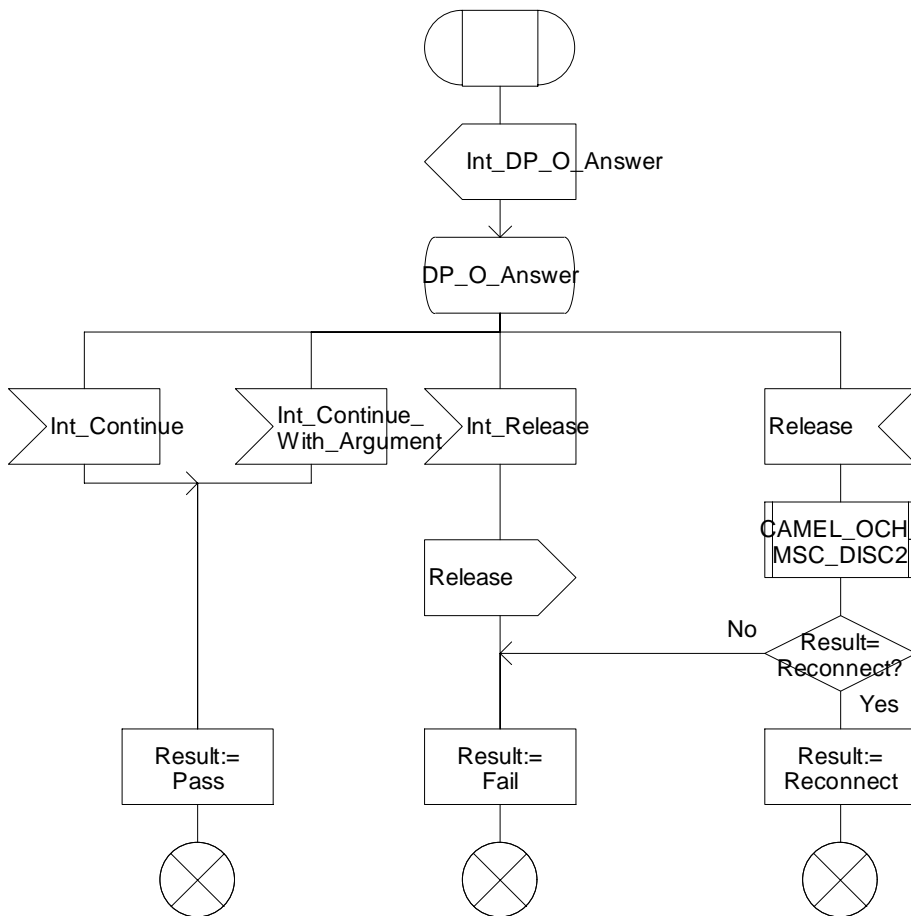 Int_DP_O_Answer
DP_O_Answer
Int_Continue
Int_Continue_
With_Argument
Int_Release
Release
CAMEL_OCH_
MSC_DISC2
Release
No
Result=
Reconnect?
Yes
Result:=
Pass
Result:=
Fail
Result:=
Reconnect